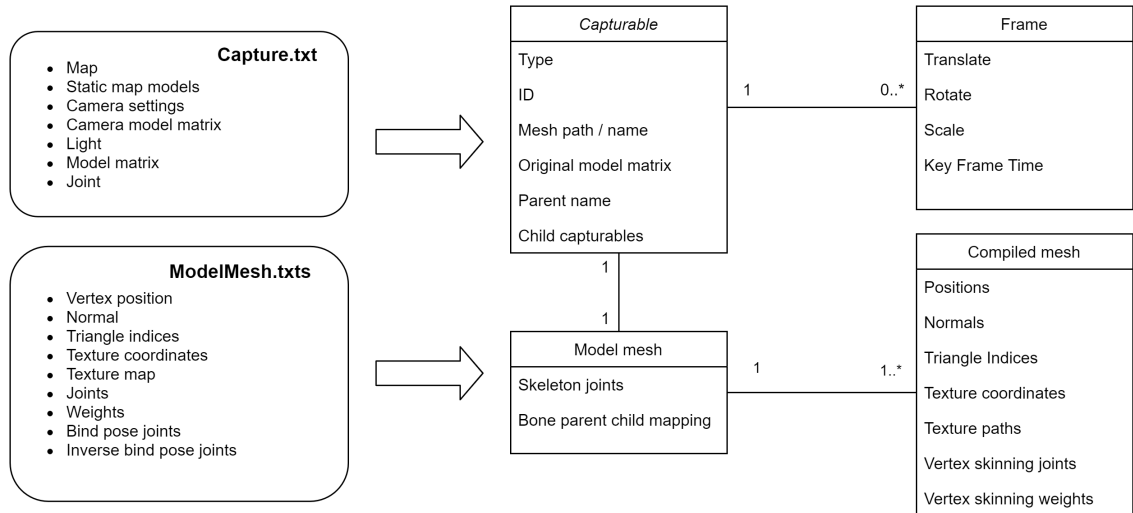 Capture.txt
• Map
• Static map models
• Camera settings
• Camera model matrix
• Light
• Model matrix
• Joint
ModelMesh.txts
• Vertex position
• Normal
• Triangle indices
• Texture coordinates
• Texture map
• Joints
• Weights
• Bind pose joints
• Inverse bind pose joints
Capturable
Type
ID
Mesh path / name
Original model matrix
Parent name
Child capturables
1
0..*
Frame
Translate
Rotate
Scale
Key Frame Time
1
1
Model mesh
Skeleton joints
Bone parent child mapping
1
1..*
Compiled mesh
Positions
Normals
Triangle Indices
Texture coordinates
Texture paths
Vertex skinning joints
Vertex skinning weights